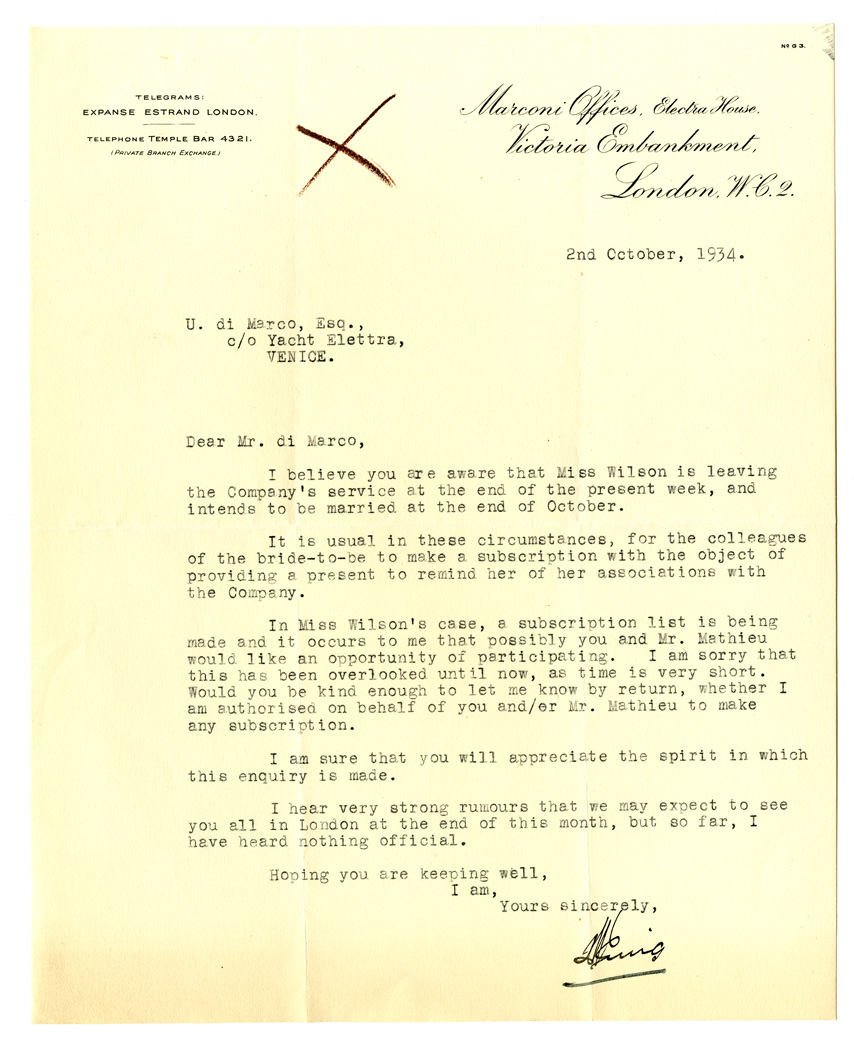 No G 3.
TELEGRAMS:
EXPANSE ESTRAND LONDON.
TELEPHONE TEMPLE BAR 4321.
(PRIVATE BRANCH EXCHANGE.)
Marconi Offices, Electra House.
Victoria Embankment,
London, W.C.2.
2nd October, 1934.
U. di Marco, Esq.,
c/o Yacht Elettra,
VENICE.
Dear Mr. di Marco,
I believe you are aware that Miss Wilson is leaving
the Company's service at the end of the present week, and
intends to be married at the end of October.
It is usual in these circumstances, for the colleagues
of the bride-to-be to make a subscription with the object of
providing a present to remind her of her associations with
the Company.
In Miss Wilson's case, a subscription list is being
made and it occurs to me that possibly you and Mr. Mathieu
would like an opportunity of participating. I am sorry that
this has been overlooked until now, as time is very short.
Would you be kind enough to let me know by return, whether I
am authorised on behalf of you and/or Mr. Mathieu to make
any subscription.
I am sure that you will appreciate the spirit in which
this enquiry is made.
I hear very strong rumours that we may expect to see
you all in London at the end of this month, but so far, I
have heard nothing official.
Hoping you are keeping well,
I am,
Yours sincerely,